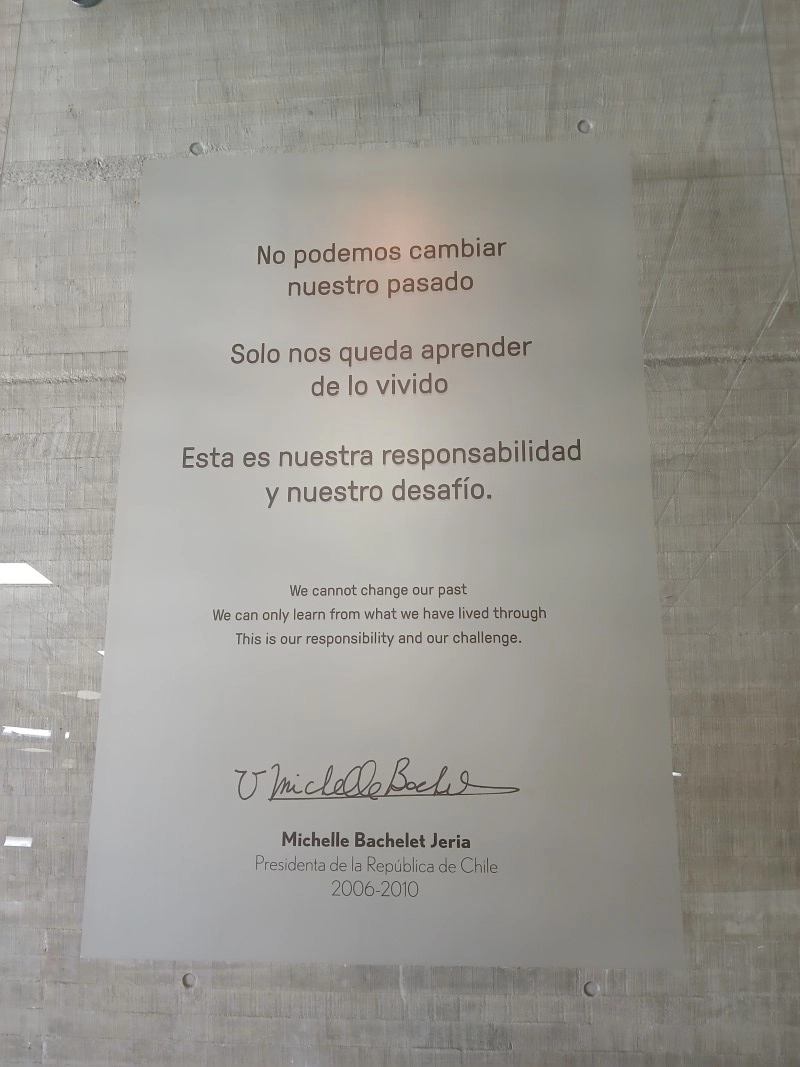 No podemos cambiar
nuestro pasado
Solo nos queda aprender
de lo vivido
Esta es nuestra responsabilidad
y nuestro desafío.
We cannot change our past
We can only learn from what we have lived through
This is our responsibility and our challenge.
Michelle Bachelet
Michelle Bachelet Jeria
Presidenta de la República de Chile
2006-2010